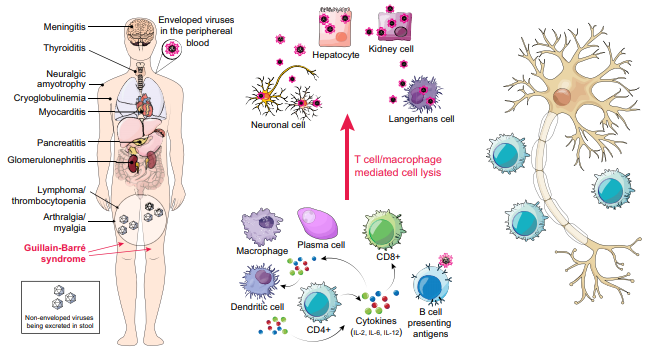 Meningitis
Thyroiditis
Neuralgic
amyotrophy
Cryoglobulinemia
Myocarditis
Pancreatitis
Glomerulonephritis
Lymphoma/
thrombocytopenia
Arthralgia/
myalgia
Guillain-Barré
syndrome
Non-enveloped viruses
being excreted in stool
Enveloped viruses
in the periphereal
blood
Hepatocyte
Kidney cell
Neuronal cell
Langerhans cell
T cell/macrophage
mediated cell lysis
Macrophage
Plasma cell
CD8+
Dendritic cell
CD4+
Cytokines
(IL-2, IL-6, IL-12)
B cell
presenting
antigens